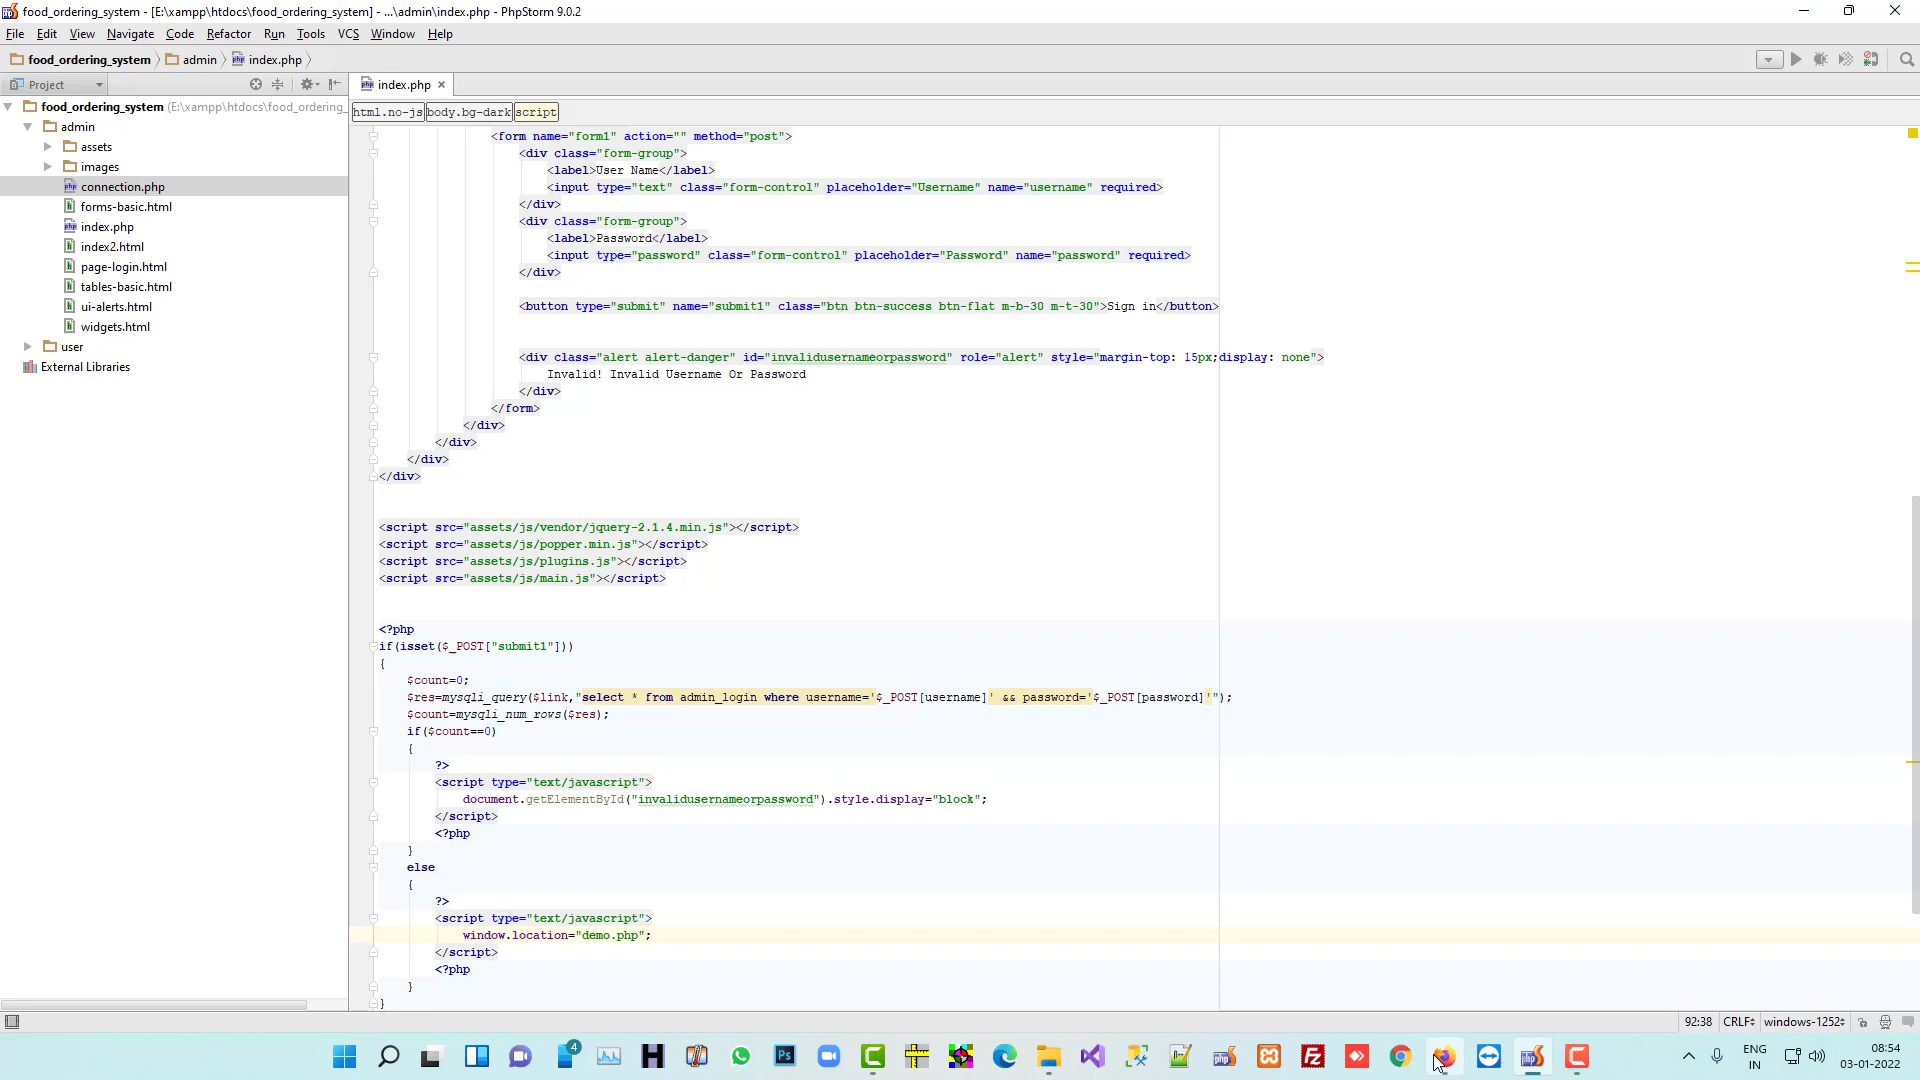 food_ordering_system - [E:\xampp\htdocs\food_ordering_system] - ...\admin\index.php - PhpStorm 9.0.2
File Edit View Navigate Code Refactor Run Tools VCS Window Help
food_ordering_system admin index.php
Project
index.php
food_ordering_system (E:\xampp\htdocs\food_ordering_
admin
assets
images
connection.php
forms-basic.html
index.php
index2.html
page-login.html
tables-basic.html
ui-alerts.html
widgets.html
user
External Libraries
html.no-js body.bg-dark script
<form name="form1" action="" method="post">
<div class="form-group">
<label>User Name</label>
<input type="text" class="form-control" placeholder="Username" name="username" required>
</div>
<div class="form-group">
<label>Password</label>
<input type="password" class="form-control" placeholder="Password" name="password" required>
</div>
<button type="submit" name="submit1" class="btn btn-success btn-flat m-b-30 m-t-30">Sign in</button>
<div class="alert alert-danger" id="invalidusernameorpassword" role="alert" style="margin-top: 15px;display: none">
Invalid! Invalid Username Or Password
</div>
</form>
</div>
</div>
</div>
</div>
<script src="assets/js/vendor/jquery-2.1.4.min.js"></script>
<script src="assets/js/popper.min.js"></script>
<script src="assets/js/plugins.js"></script>
<script src="assets/js/main.js"></script>
<?php
if(isset($_POST["submit1"]))
{
$count=0;
$res=mysqli_query($link,"select * from admin_login where username='$_POST[username]' && password='$_POST[password]'");
$count=mysqli_num_rows($res);
if($count==0)
{
?>
<script type="text/javascript">
document.getElementById("invalidusernameorpassword").style.display="block";
</script>
<?php
}
else
{
?>
<script type="text/javascript">
window.location="demo.php";
</script>
<?php
}
}
92:38 CRLF windows-1252
4
Ps
ENG
IN
08:54
03-01-2022